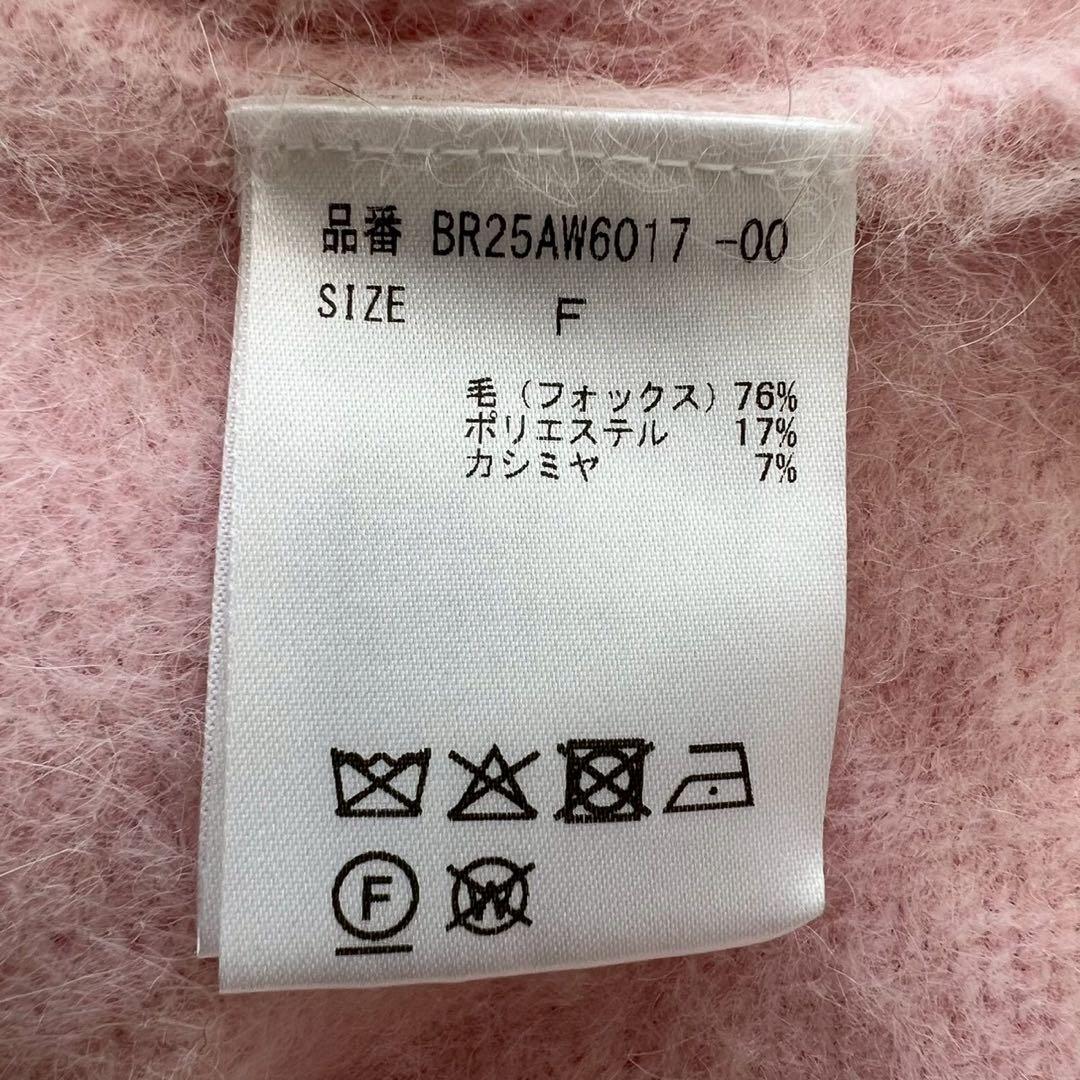 品番 BR25AW6017 -00
SIZE F
毛(フォックス) 76%
ポリエステル 17%
カシミヤ 7%
F W